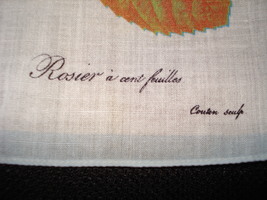 Rosier à cent feuilles.
Couten sculp.